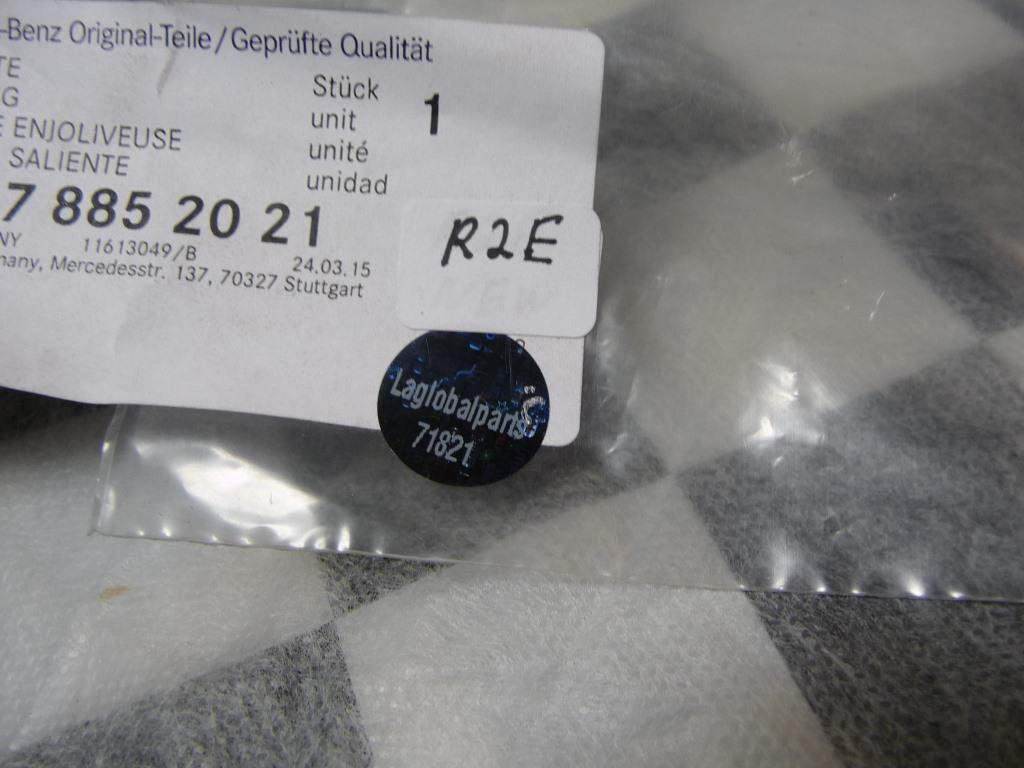 -Benz Original-Teile/Geprüfte Qualität
TE
G
E ENJOLIVEUSE
SALIENTE
Stück
unit
unité
unidad
1
7 885 20 21
NY 11613049/B 24.03.15
many, Mercedesstr. 137, 70327 Stuttgart
R2E
NEW
Laglobalparts
71821